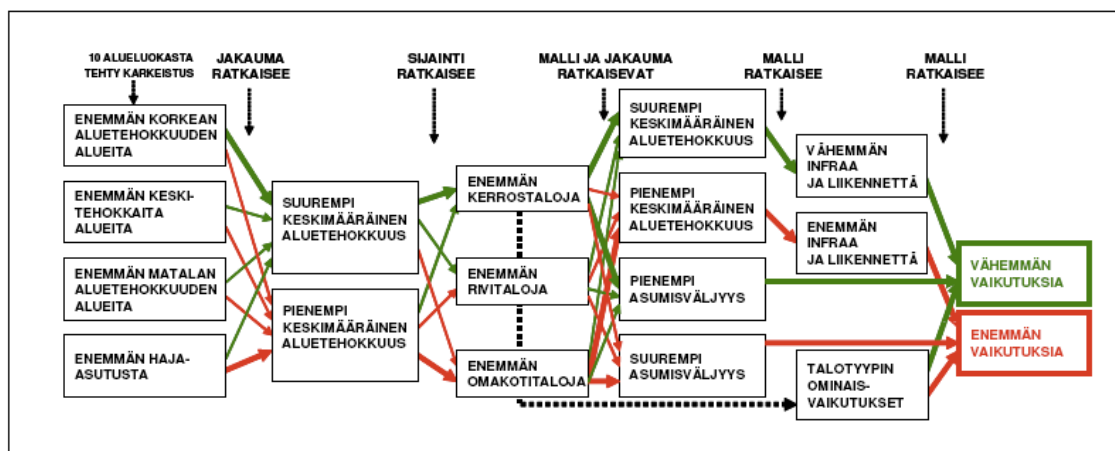 10 ALUELUOKASTA
TEHTY KARKEISTUS
JAKAUMA
RATKAISEE
SIJAINTI
RATKAISEE
MALLI JA JAKAUMA
RATKAISEVAT
MALLI
RATKAISEE
MALLI
RATKAISEE
ENEMMÄN KORKEAN
ALUETEHOKKUUDEN
ALUEITA
ENEMMÄN KESKI-
TEHOKKAITA
ALUEITA
ENEMMÄN MATALAN
ALUETEHOKKUUDEN
ALUEITA
ENEMMÄN HAJA-
ASUTUSTA
SUUREMPI
KESKIMÄÄRÄINEN
ALUETEHOKKUUS
PIENEMPI
KESKIMÄÄRÄINEN
ALUETEHOKKUUS
ENEMMÄN
KERROSTALOJA
ENEMMÄN
RIVITALOJA
ENEMMÄN
OMAKOTITALOJA
SUUREMPI
KESKIMÄÄRÄINEN
ALUETEHOKKUUS
PIENEMPI
KESKIMÄÄRÄINEN
ALUETEHOKKUUS
PIENEMPI
ASUMISVÄLJYYS
SUUREMPI
ASUMISVÄLJYYS
VÄHEMMÄN
INFRAA
JA LIIKENNETTÄ
ENEMMÄN
INFRAA
JA LIIKENNETTÄ
TALOTYYPIN
OMINAIS-
VAIKUTUKSET
VÄHEMMÄN
VAIKUTUKSIA
ENEMMÄN
VAIKUTUKSIA